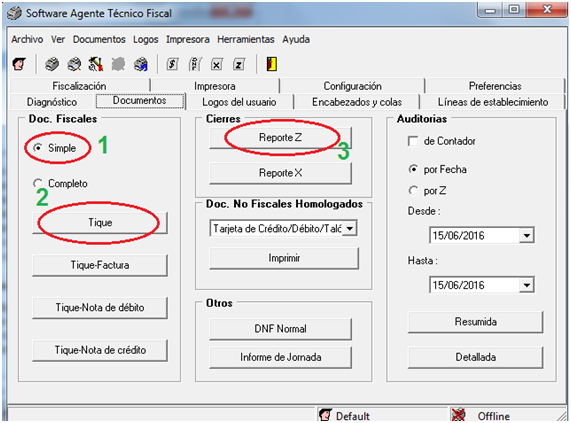 Software Agente Técnico Fiscal
Archivo Ver Documentos Logos Impresora Herramientas Ayuda
Fiscalización Impresora Configuración Preferencias
Diagnóstico Documentos Logos del usuario Encabezados y colas Líneas de establecimiento
Doc. Fiscales
Simple
1
Completo
2
Tique
Tique-Factura
Tique-Nota de débito
Tique-Nota de crédito
Cierres
Reporte Z
3
Reporte X
Doc. No Fiscales Homologados
Tarjeta de Crédito/Débito/Taló
Imprimir
Otros
DNF Normal
Informe de Jornada
Auditorias
de Contador
por Fecha
por Z
Desde :
15/06/2016
Hasta :
15/06/2016
Resumida
Detallada
Default
Offline